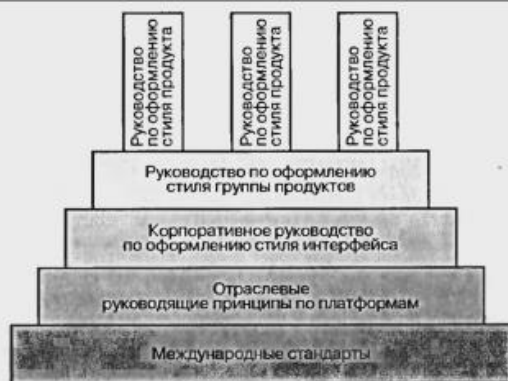 Руководство
по оформлению
стиля продукта
Руководство
по оформлению
стиля продукта
Руководство
по оформлению
стиля продукта
Руководство по оформлению
стиля группы продуктов
Корпоративное руководство
по оформлению стиля интерфейса
Отраслевые
руководящие принципы по платформам
Международные стандарты